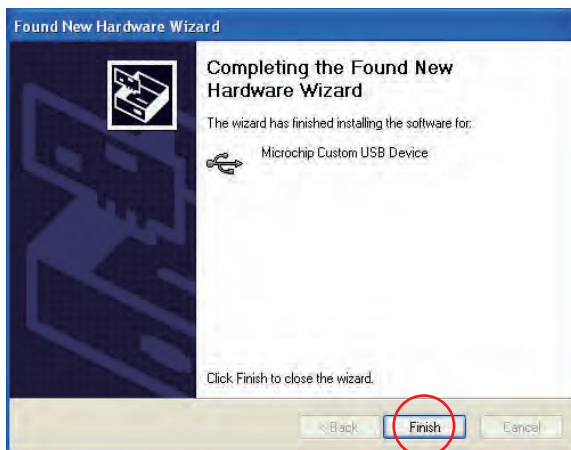 Found New Hardware Wizard
Completing the Found New
Hardware Wizard
The wizard has finished installing the software for:
Microchip Custom USB Device
Click Finish to close the wizard.
< Back
Finish
Cancel